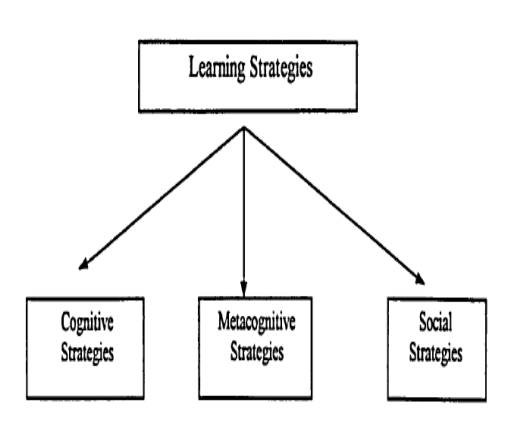 Learning Strategies
Cognitive
Strategies
Metacognitive
Strategies
Social
Strategies